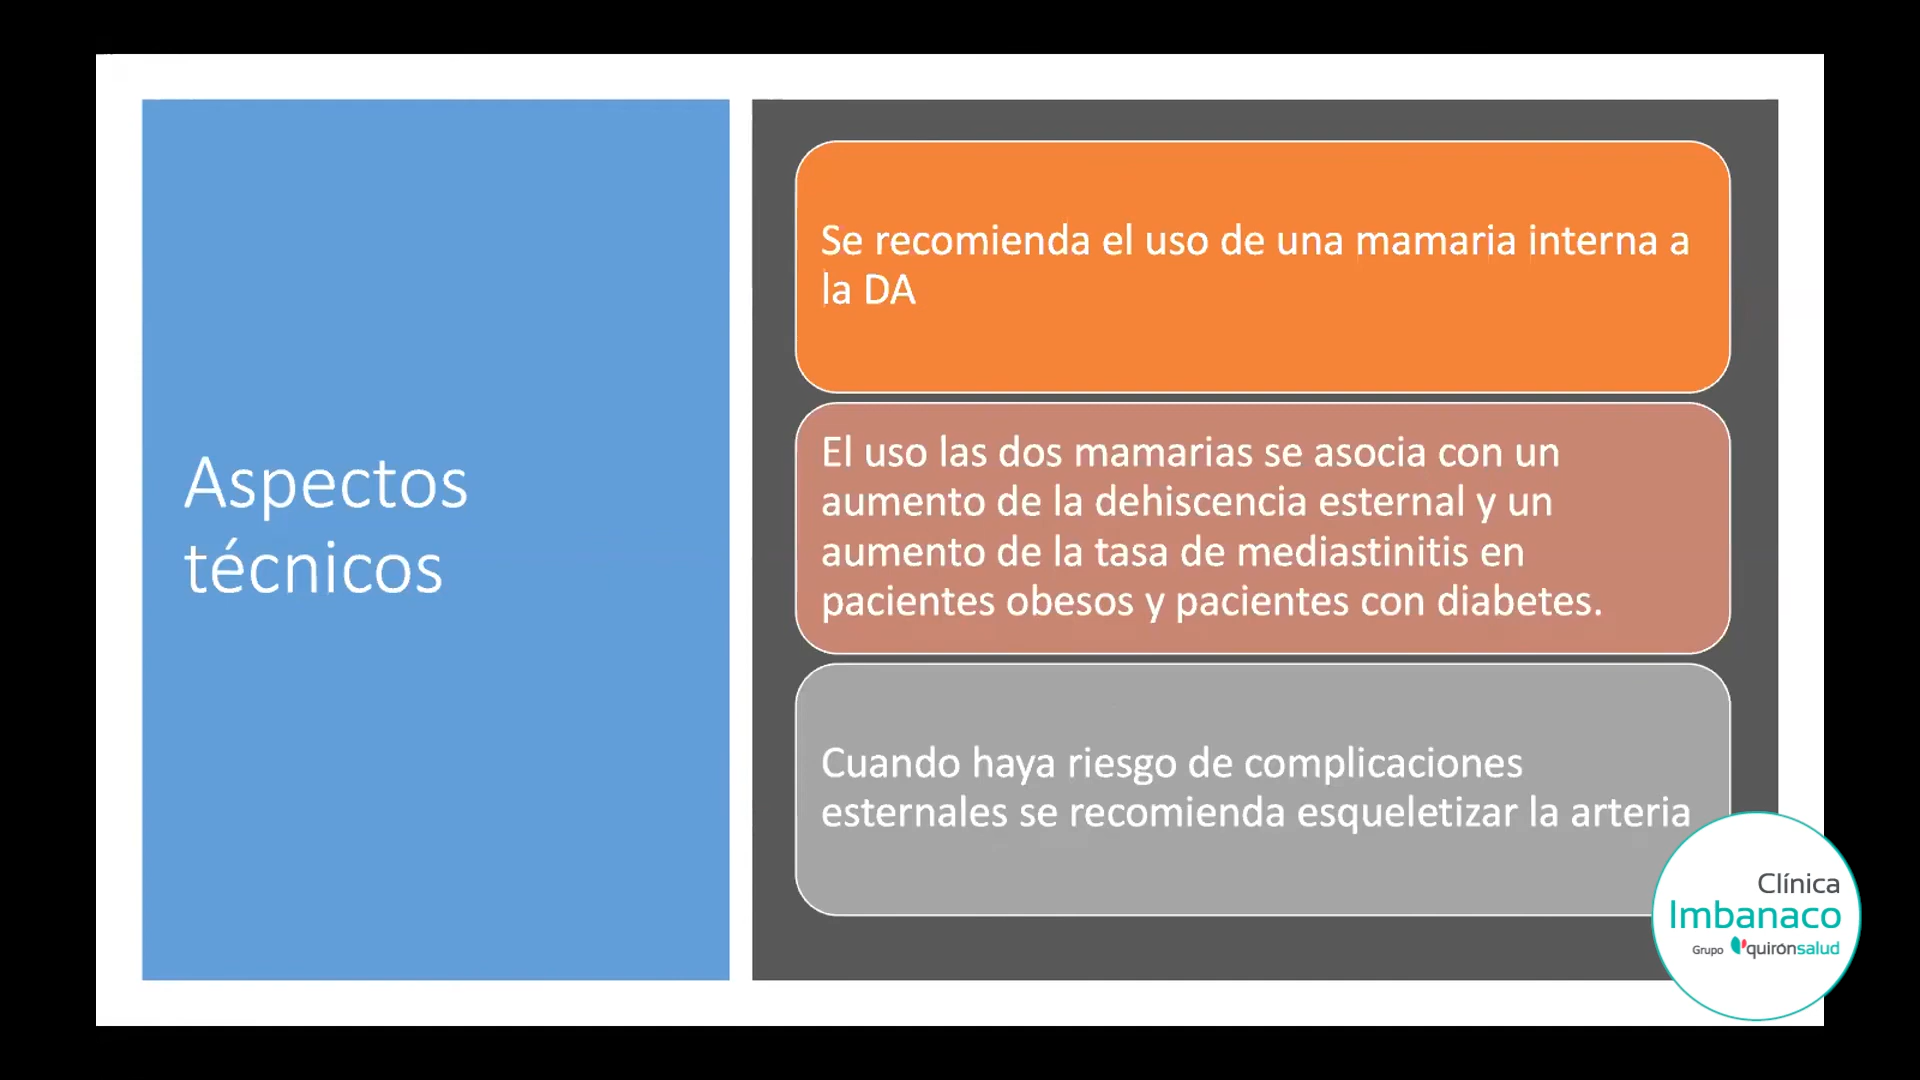 Aspectos
técnicos
Se recomienda el uso de una mamaria interna a
la DA
El uso las dos mamarias se asocia con un
aumento de la dehiscencia esternal y un
aumento de la tasa de mediastinitis en
pacientes obesos y pacientes con diabetes.
Cuando haya riesgo de complicaciones
esternales se recomienda esqueletizar la arteria
Clínica
Imbanaco
Grupo quirónsalud